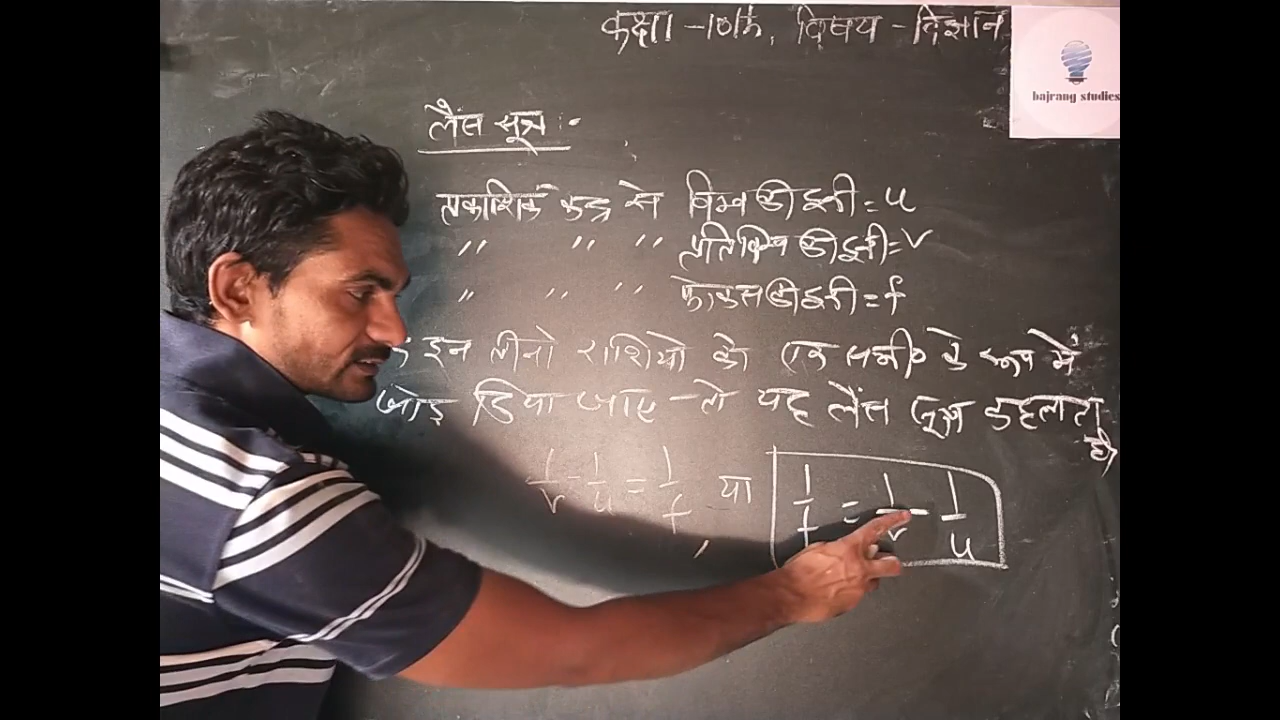 कक्षा -10th, विषय - विज्ञान
bajrang studies
लैंस सूत्र :-
प्रकाशिक केन्द्र से बिम्ब की दूरी = u
" " " प्रतिबिम्ब की दूरी = v
" " " फोकस की दूरी = f
इन तीनो राशियो को एक समी० के रूप में
जोड़ दिया जाए तो यह लैंस सूत्र कहलाता है,
1/v - 1/u = 1/f , या 1/f = 1/v - 1/u